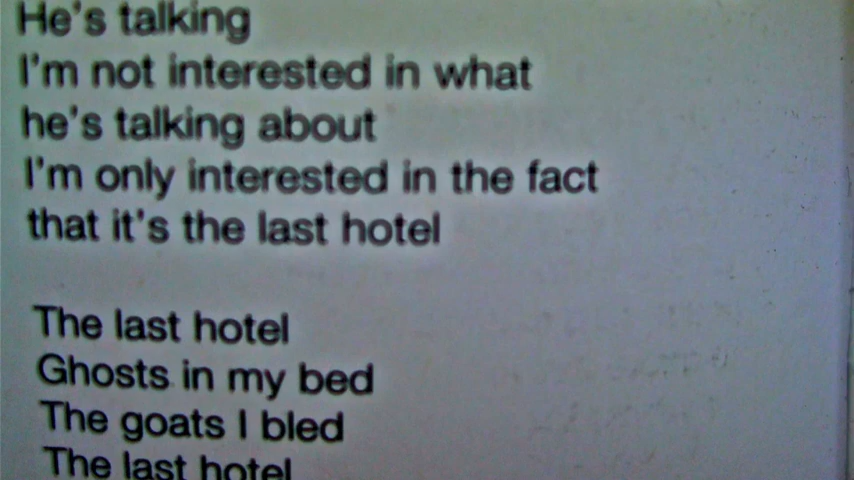 He's talking
I'm not interested in what
he's talking about
I'm only interested in the fact
that it's the last hotel
The last hotel
Ghosts in my bed
The goats I bled
The last hotel